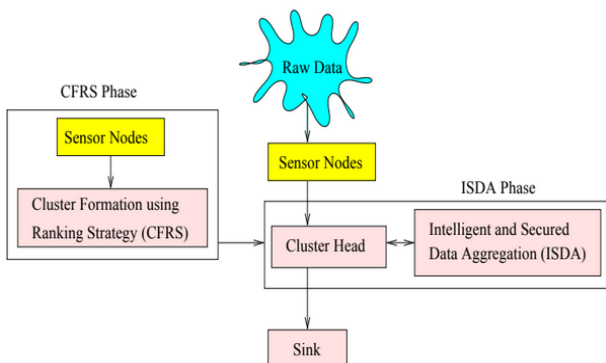 Raw Data
CFRS Phase
Sensor Nodes
Cluster Formation using
Ranking Strategy (CFRS)
Sensor Nodes
ISDA Phase
Cluster Head
Intelligent and Secured
Data Aggregation (ISDA)
Sink